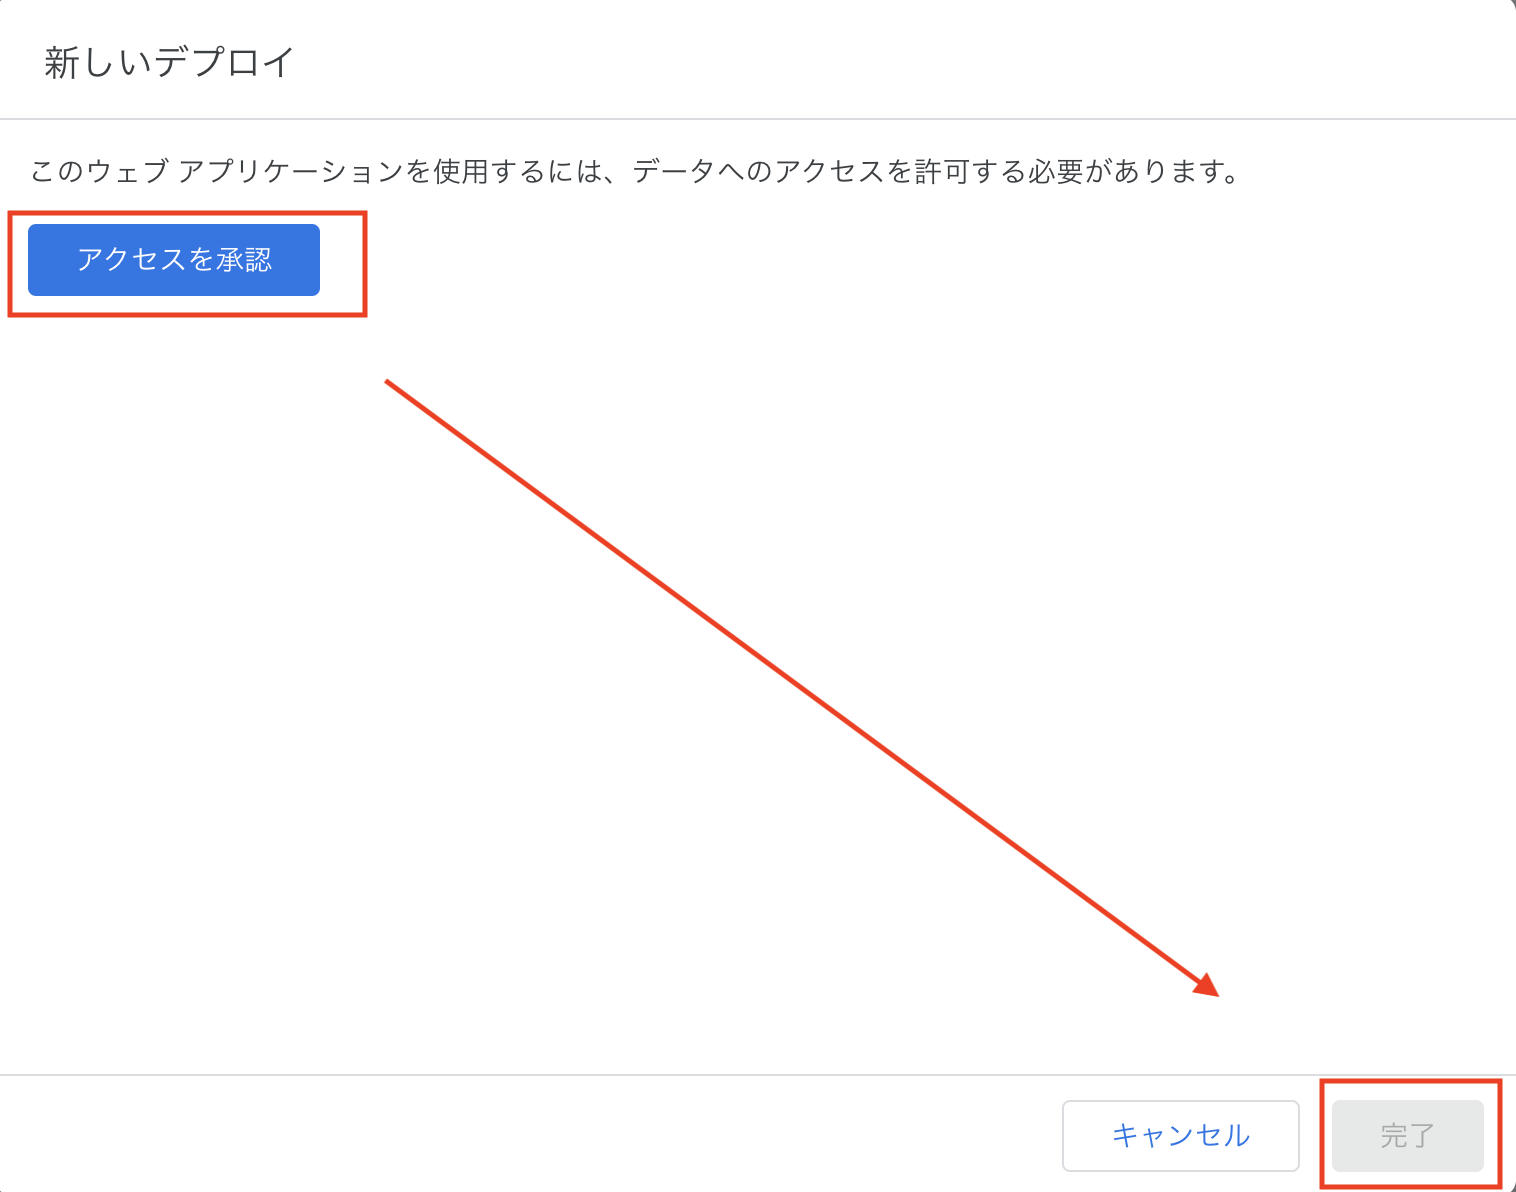 新しいデプロイ
このウェブ アプリケーションを使用するには、データへのアクセスを許可する必要があります。
アクセスを承認
キャンセル
完了